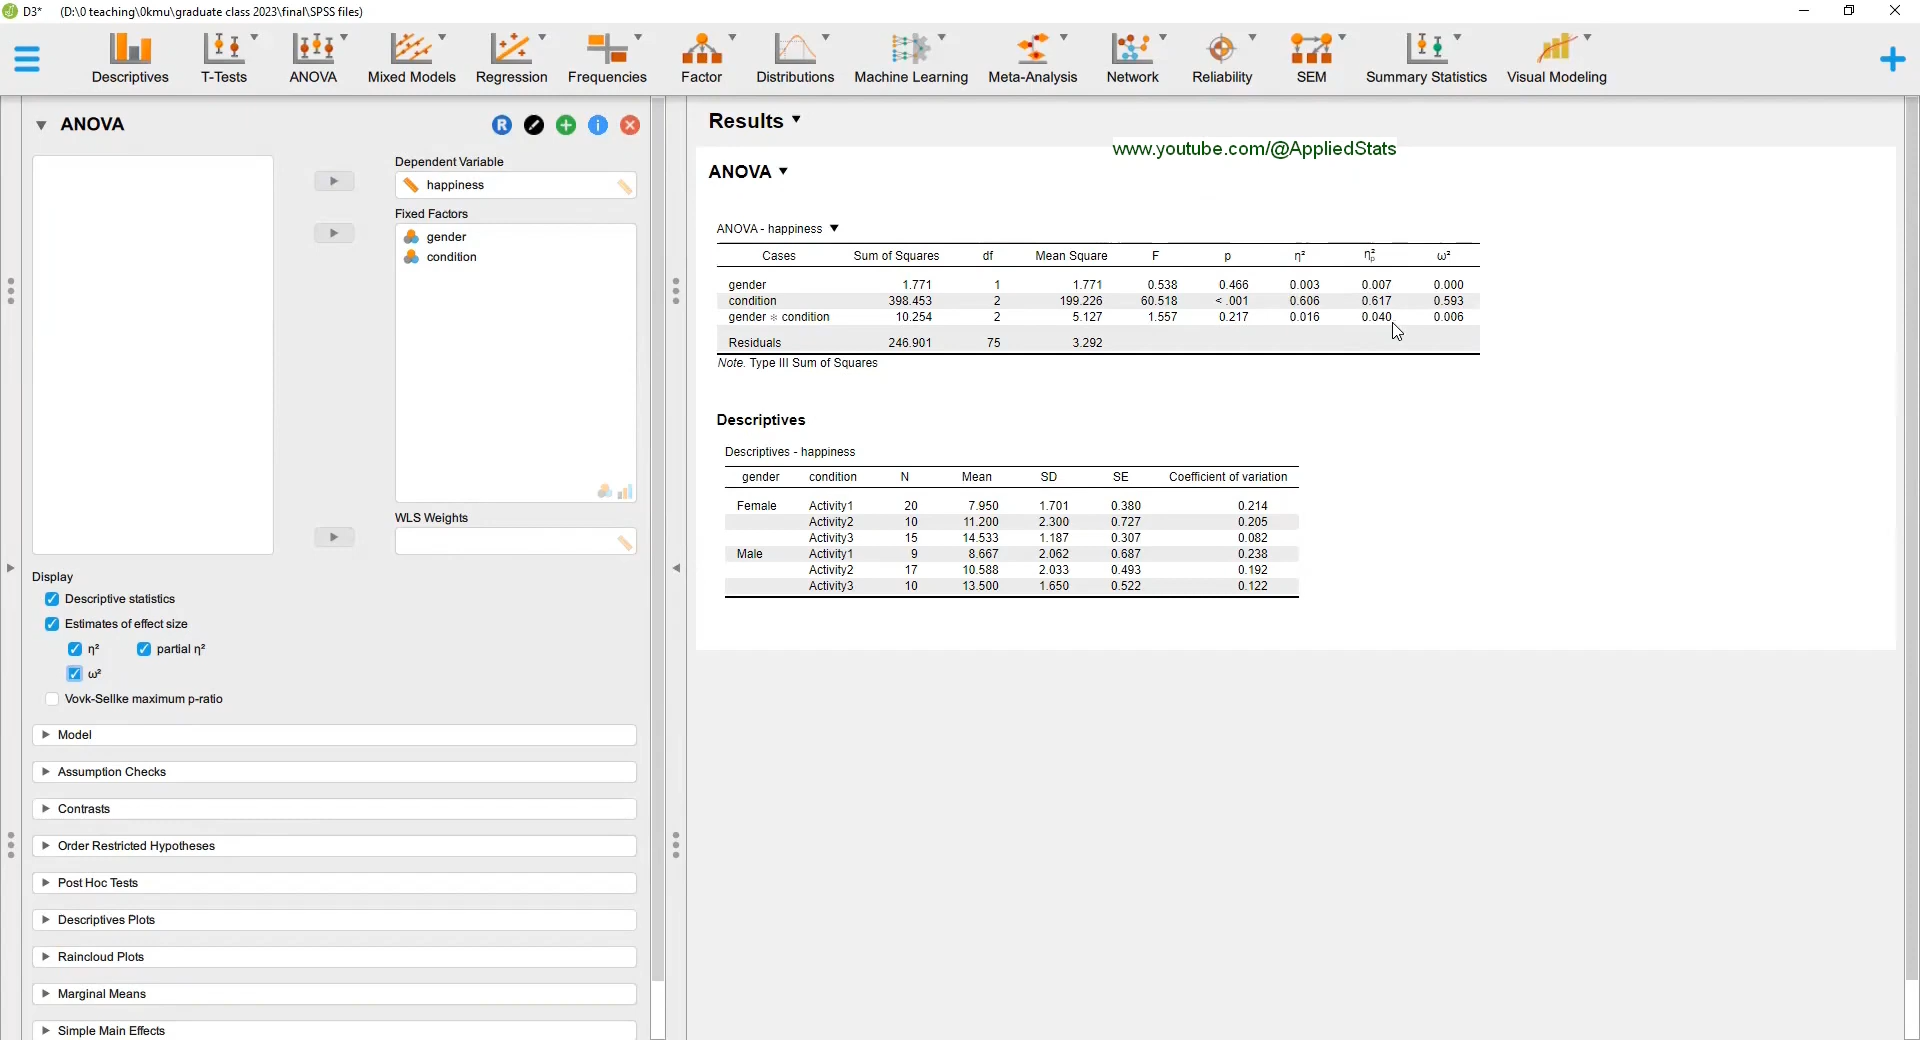 D3* (D:\0 teaching\0kmu\graduate class 2023\final\SPSS files)
Descriptives T-Tests ANOVA Mixed Models Regression Frequencies Factor Distributions Machine Learning Meta-Analysis Network Reliability SEM Summary Statistics Visual Modeling
ANOVA
R
i
Dependent Variable
happiness
Fixed Factors
gender
condition
WLS Weights
Display
Descriptive statistics
Estimates of effect size
η² partial η²
ω²
Vovk-Sellke maximum p-ratio
Model
Assumption Checks
Contrasts
Order Restricted Hypotheses
Post Hoc Tests
Descriptives Plots
Raincloud Plots
Marginal Means
Simple Main Effects
Results
www.youtube.com/@AppliedStats
ANOVA
ANOVA - happiness
Cases Sum of Squares df Mean Square F p η² η²p ω²
gender 1.771 1 1.771 0.538 0.466 0.003 0.007 0.000
condition 398.453 2 199.226 60.518 < .001 0.606 0.617 0.593
gender ✻ condition 10.254 2 5.127 1.557 0.217 0.016 0.040 0.006
Residuals 246.901 75 3.292
Note. Type III Sum of Squares
Descriptives
Descriptives - happiness
gender condition N Mean SD SE Coefficient of variation
Female Activity1 20 7.950 1.701 0.380 0.214
Activity2 10 11.200 2.300 0.727 0.205
Activity3 15 14.533 1.187 0.307 0.082
Male Activity1 9 8.667 2.062 0.687 0.238
Activity2 17 10.588 2.033 0.493 0.192
Activity3 10 13.500 1.650 0.522 0.122